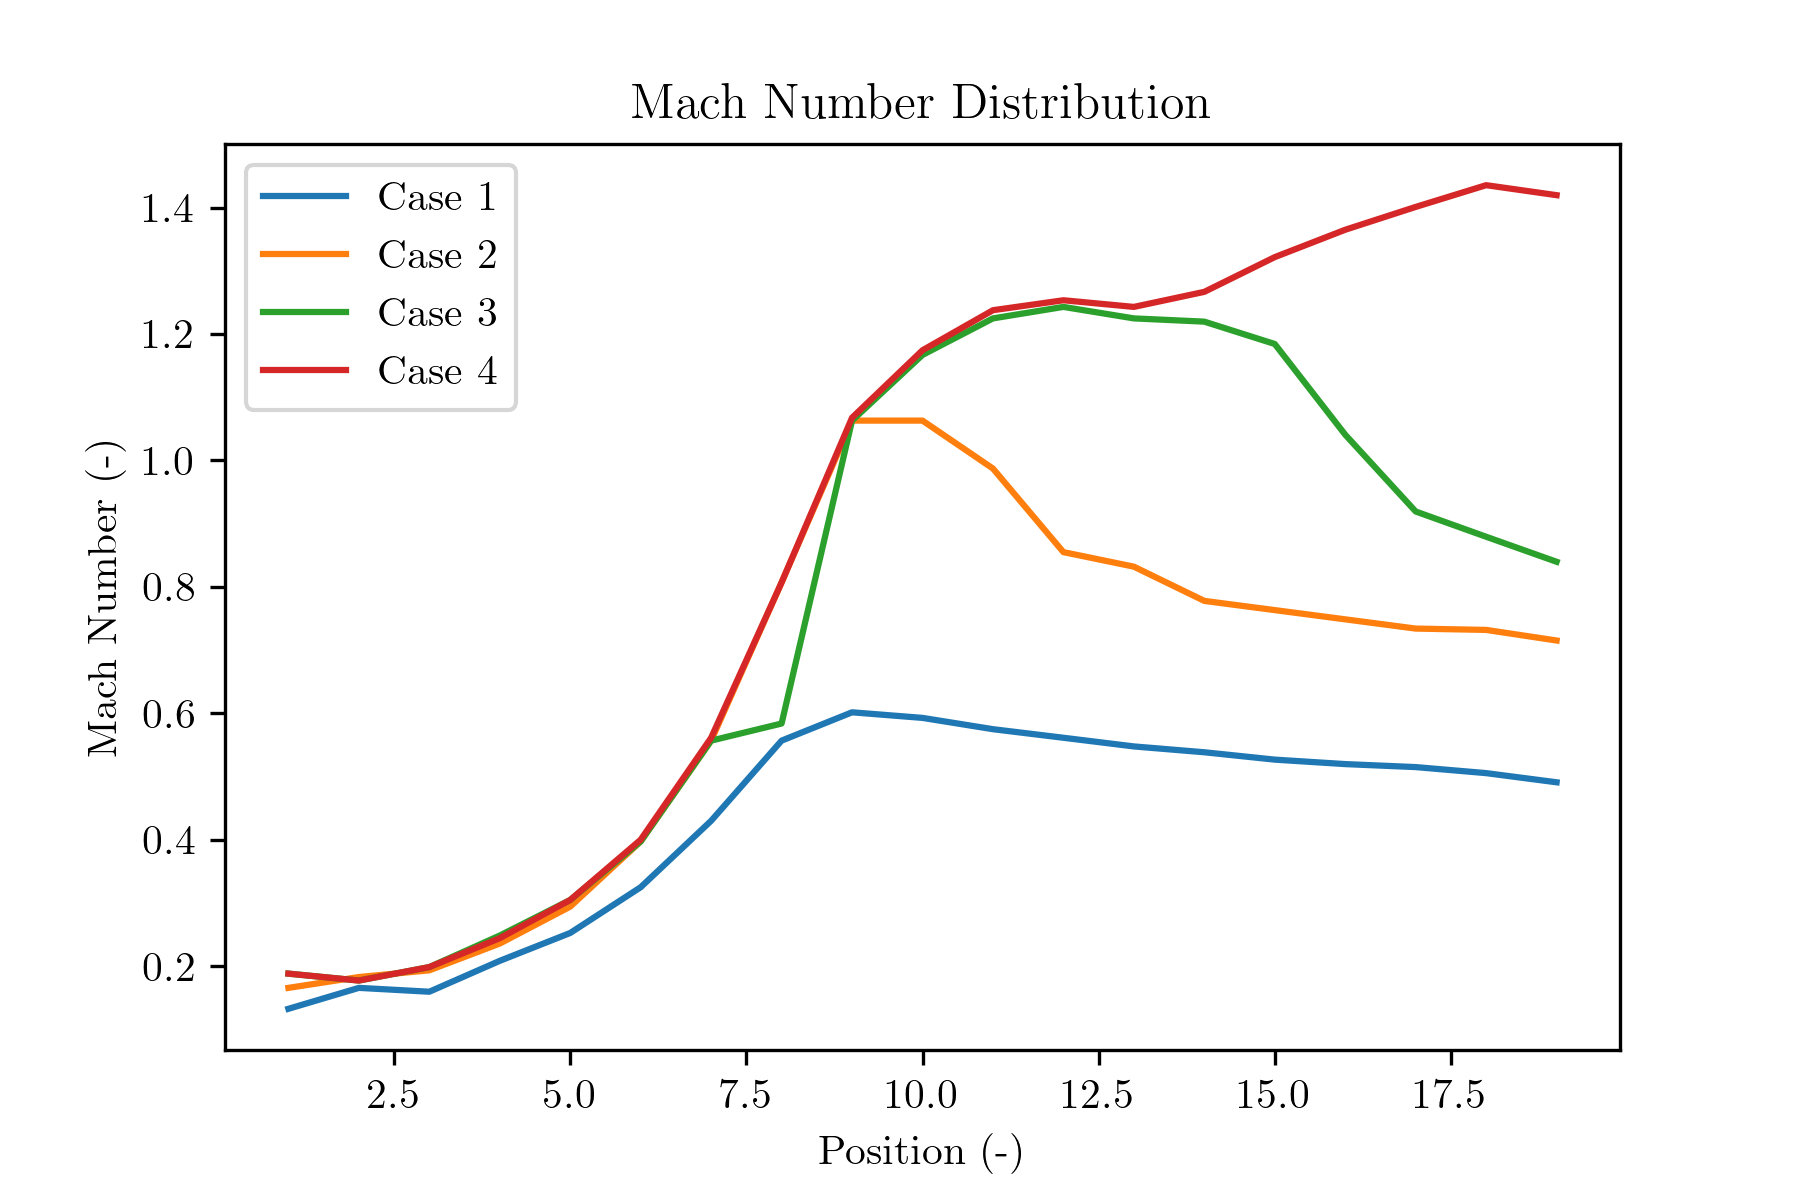 Mach Number Distribution
Case 1
Case 2
Case 3
Case 4
1.4
1.2
1.0
0.8
0.6
0.4
0.2
Mach Number (-)
2.5 5.0 7.5 10.0 12.5 15.0 17.5
Position (-)